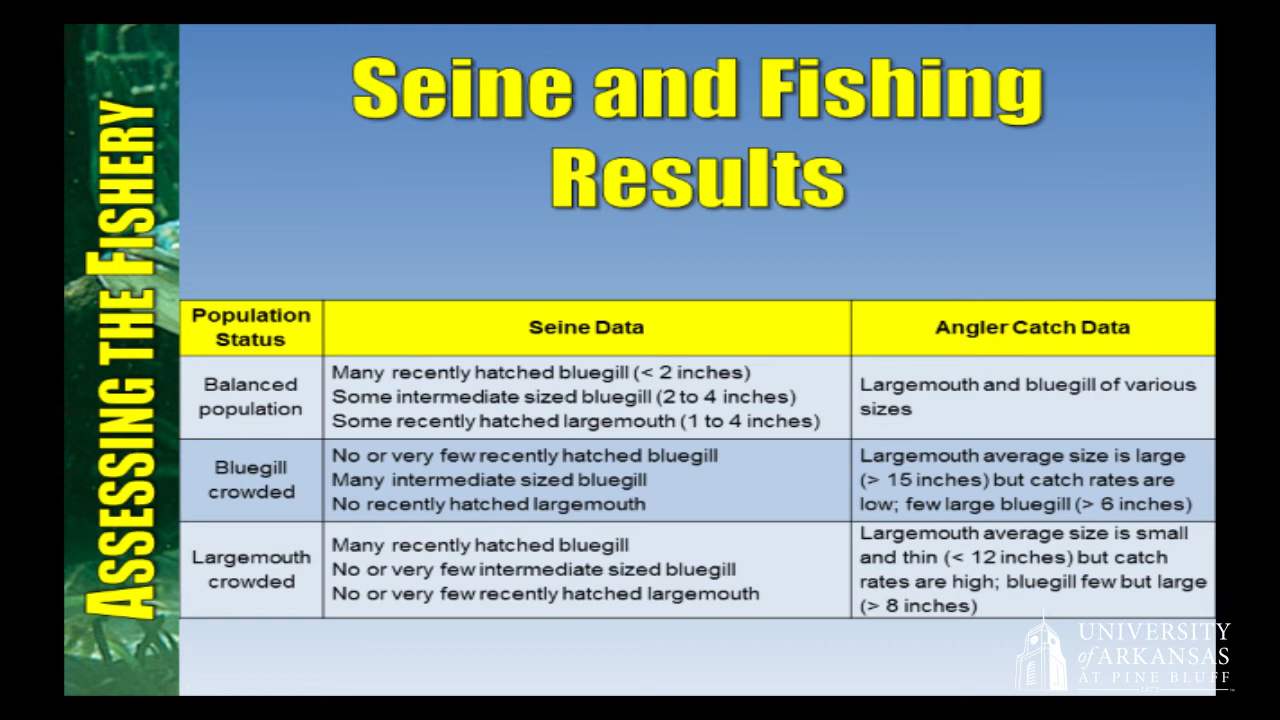 ASSESSING THE FISHERY
Seine and Fishing
Results
Population
Status
Seine Data
Angler Catch Data
Balanced
population
Many recently hatched bluegill (< 2 inches)
Some intermediate sized bluegill (2 to 4 inches)
Some recently hatched largemouth (1 to 4 inches)
Largemouth and bluegill of various
sizes
Bluegill
crowded
No or very few recently hatched bluegill
Many intermediate sized bluegill
No recently hatched largemouth
Largemouth average size is large
(> 15 inches) but catch rates are
low; few large bluegill (> 6 inches)
Largemouth
crowded
Many recently hatched bluegill
No or very few intermediate sized bluegill
No or very few recently hatched largemouth
Largemouth average size is small
and thin (< 12 inches) but catch
rates are high; bluegill few but large
(> 8 inches)
UNIVERSITY
of ARKANSAS
AT PINE BLUFF